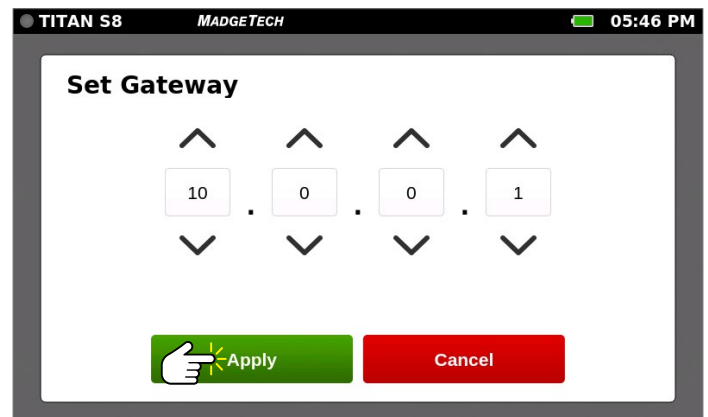 TITAN S8 MADGETECH 05:46 PM
Set Gateway
10 . 0 . 0 . 1
Apply Cancel